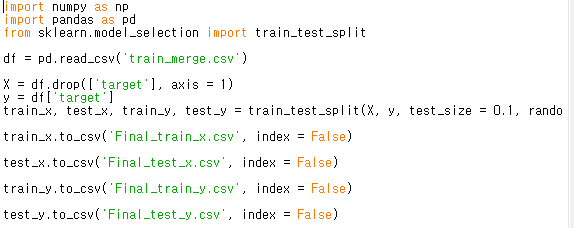 import numpy as np
import pandas as pd
from sklearn.model_selection import train_test_split
df = pd.read_csv('train_merge.csv')
X = df.drop(['target'], axis = 1)
y = df['target']
train_x, test_x, train_y, test_y = train_test_split(X, y, test_size = 0.1, rando
train_x.to_csv('Final_train_x.csv', index = False)
test_x.to_csv('Final_test_x.csv', index = False)
train_y.to_csv('Final_train_y.csv', index = False)
test_y.to_csv('Final_test_y.csv', index = False)